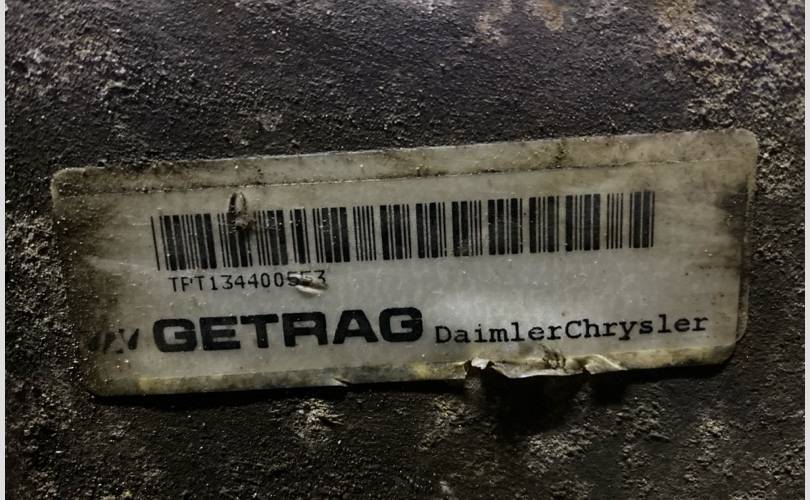 TPT134400553
GETRAG DaimlerChrysler